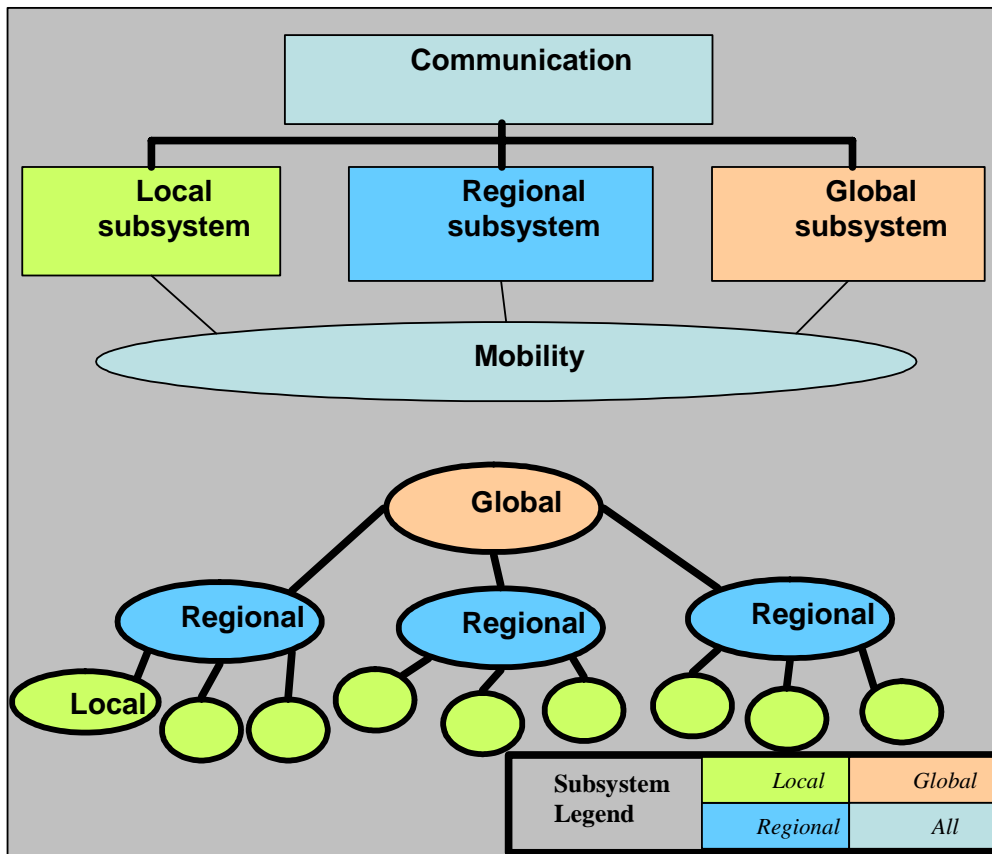 Communication
Local
subsystem
Regional
subsystem
Global
subsystem
Mobility
Global
Regional
Regional
Regional
Local
Subsystem
Legend
Local
Global
Regional
All